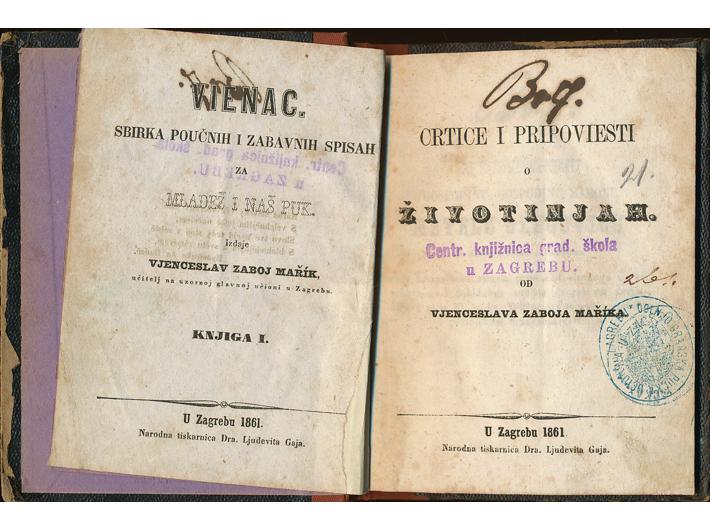 VIENAC.
SBIRKA POUČNIH I ZABAVNIH SPISAH
ZA
MLADEŽ I NAŠ PUK.
izdaje
VJENCESLAV ZABOJ MAŘÍK,
učitelj na uzornoj glavnoj učioni u Zagrebu.
KNJIGA I.
U Zagrebu 1861.
Narodna tiskarnica Dra. Ljudevita Gaja.
CRTICE I PRIPOVIESTI
O
ŽIVOTINJAH.
21.
Centr. knjižnica grad. škola
u ZAGREBU.
OD
VJENCESLAVA ZABOJA MAŘÍKA.
U Zagrebu 1861
Narodna tiskarnica Dra. Ljudevita Gaja.